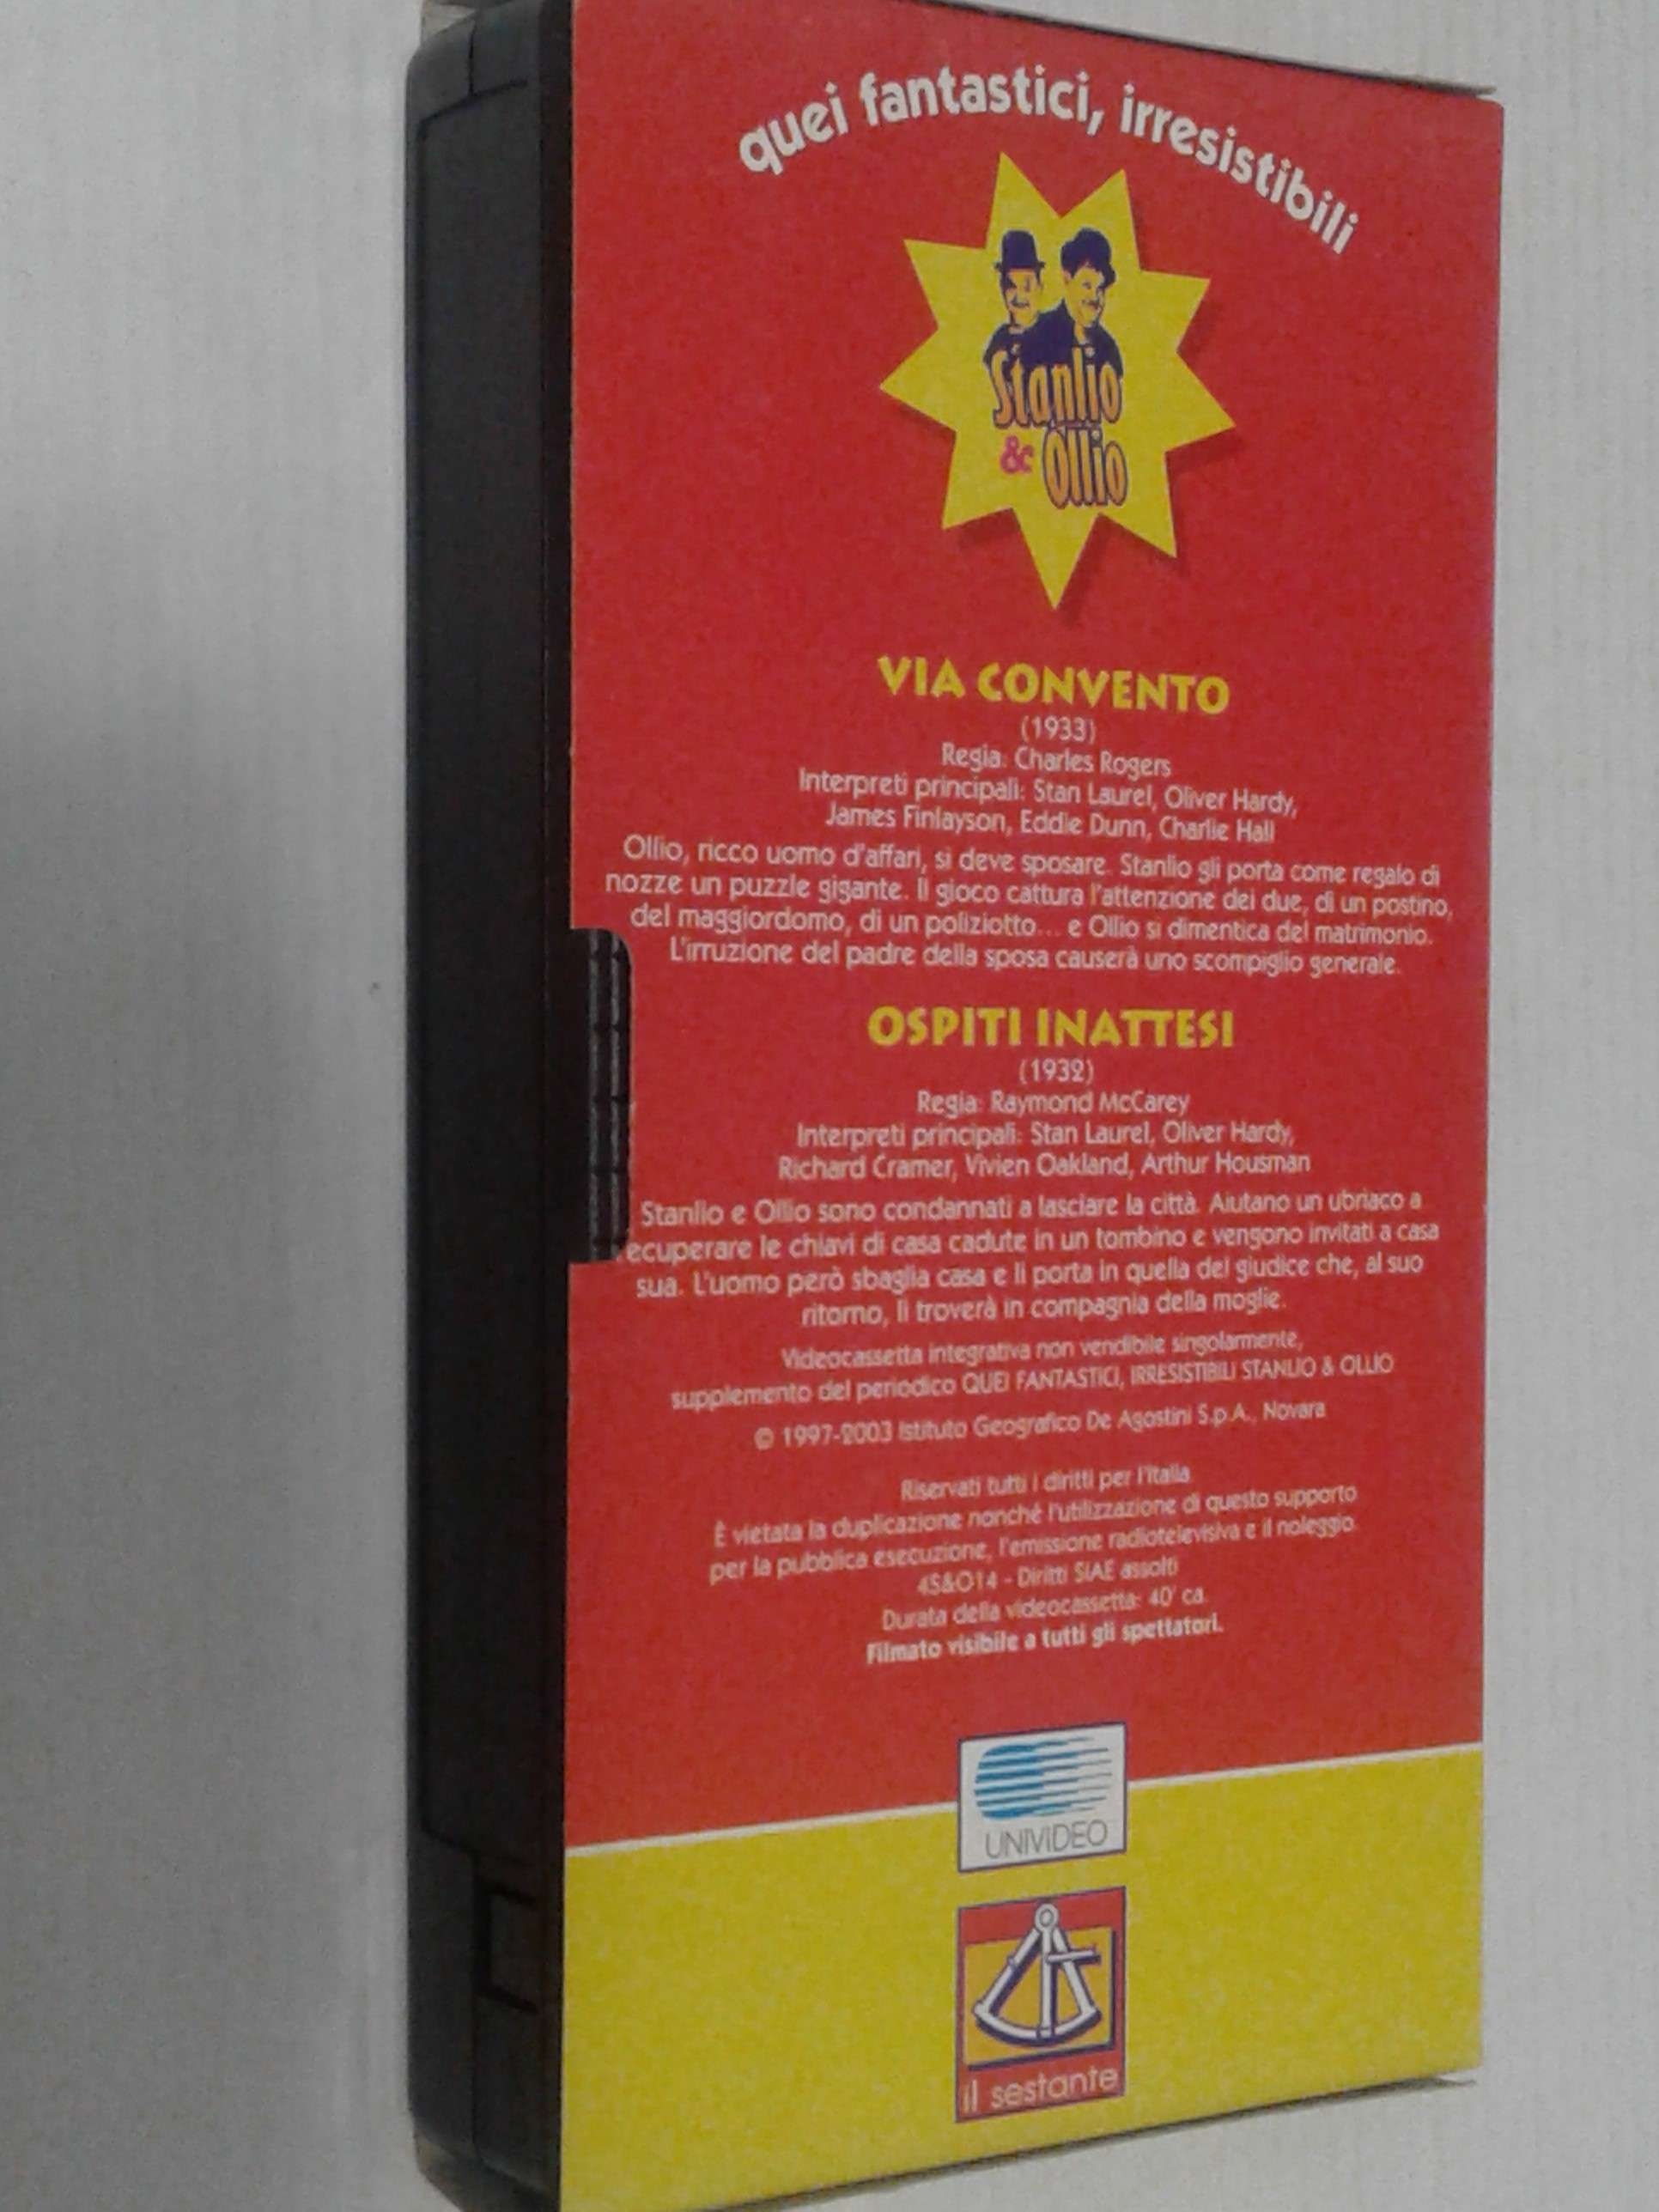 quei fantastici, irresistibili
Stanlio
& Ollio
VIA CONVENTO
(1933)
Regia: Charles Rogers
Interpreti principali: Stan Laurel, Oliver Hardy,
James Finlayson, Eddie Dunn, Charlie Hall
Ollio, ricco uomo d'affari, si deve sposare. Stanlio gli porta come regalo di
nozze un puzzle gigante. Il gioco cattura l'attenzione dei due, di un postino,
del maggiordomo, di un poliziotto... e Ollio si dimentica del matrimonio.
L'irruzione del padre della sposa causerà uno scompiglio generale.
OSPITI INATTESI
(1932)
Regia: Raymond McCarey
Interpreti principali: Stan Laurel, Oliver Hardy,
Richard Cramer, Vivien Oakland, Arthur Housman
Stanlio e Ollio sono condannati a lasciare la città. Aiutano un ubriaco a
ecuperare le chiavi di casa cadute in un tombino e vengono invitati a casa
sua. L'uomo però sbaglia casa e li porta in quella del giudice che, al suo
ritorno, li troverà in compagnia della moglie.
Videocassetta integrativa non vendibile singolarmente,
supplemento del periodico QUEI FANTASTICI, IRRESISTIBILI STANLIO & OLLIO
© 1997-2003 Istituto Geografico De Agostini S.p.A., Novara
Riservati tutti i diritti per l'Italia.
È vietata la duplicazione nonché l'utilizzazione di questo supporto
per la pubblica esecuzione, l'emissione radiotelevisiva e il noleggio.
4S&O14 - Diritti SIAE assolti
Durata della videocassetta: 40' ca.
Filmato visibile a tutti gli spettatori.
UNIVIDEO
il sestante